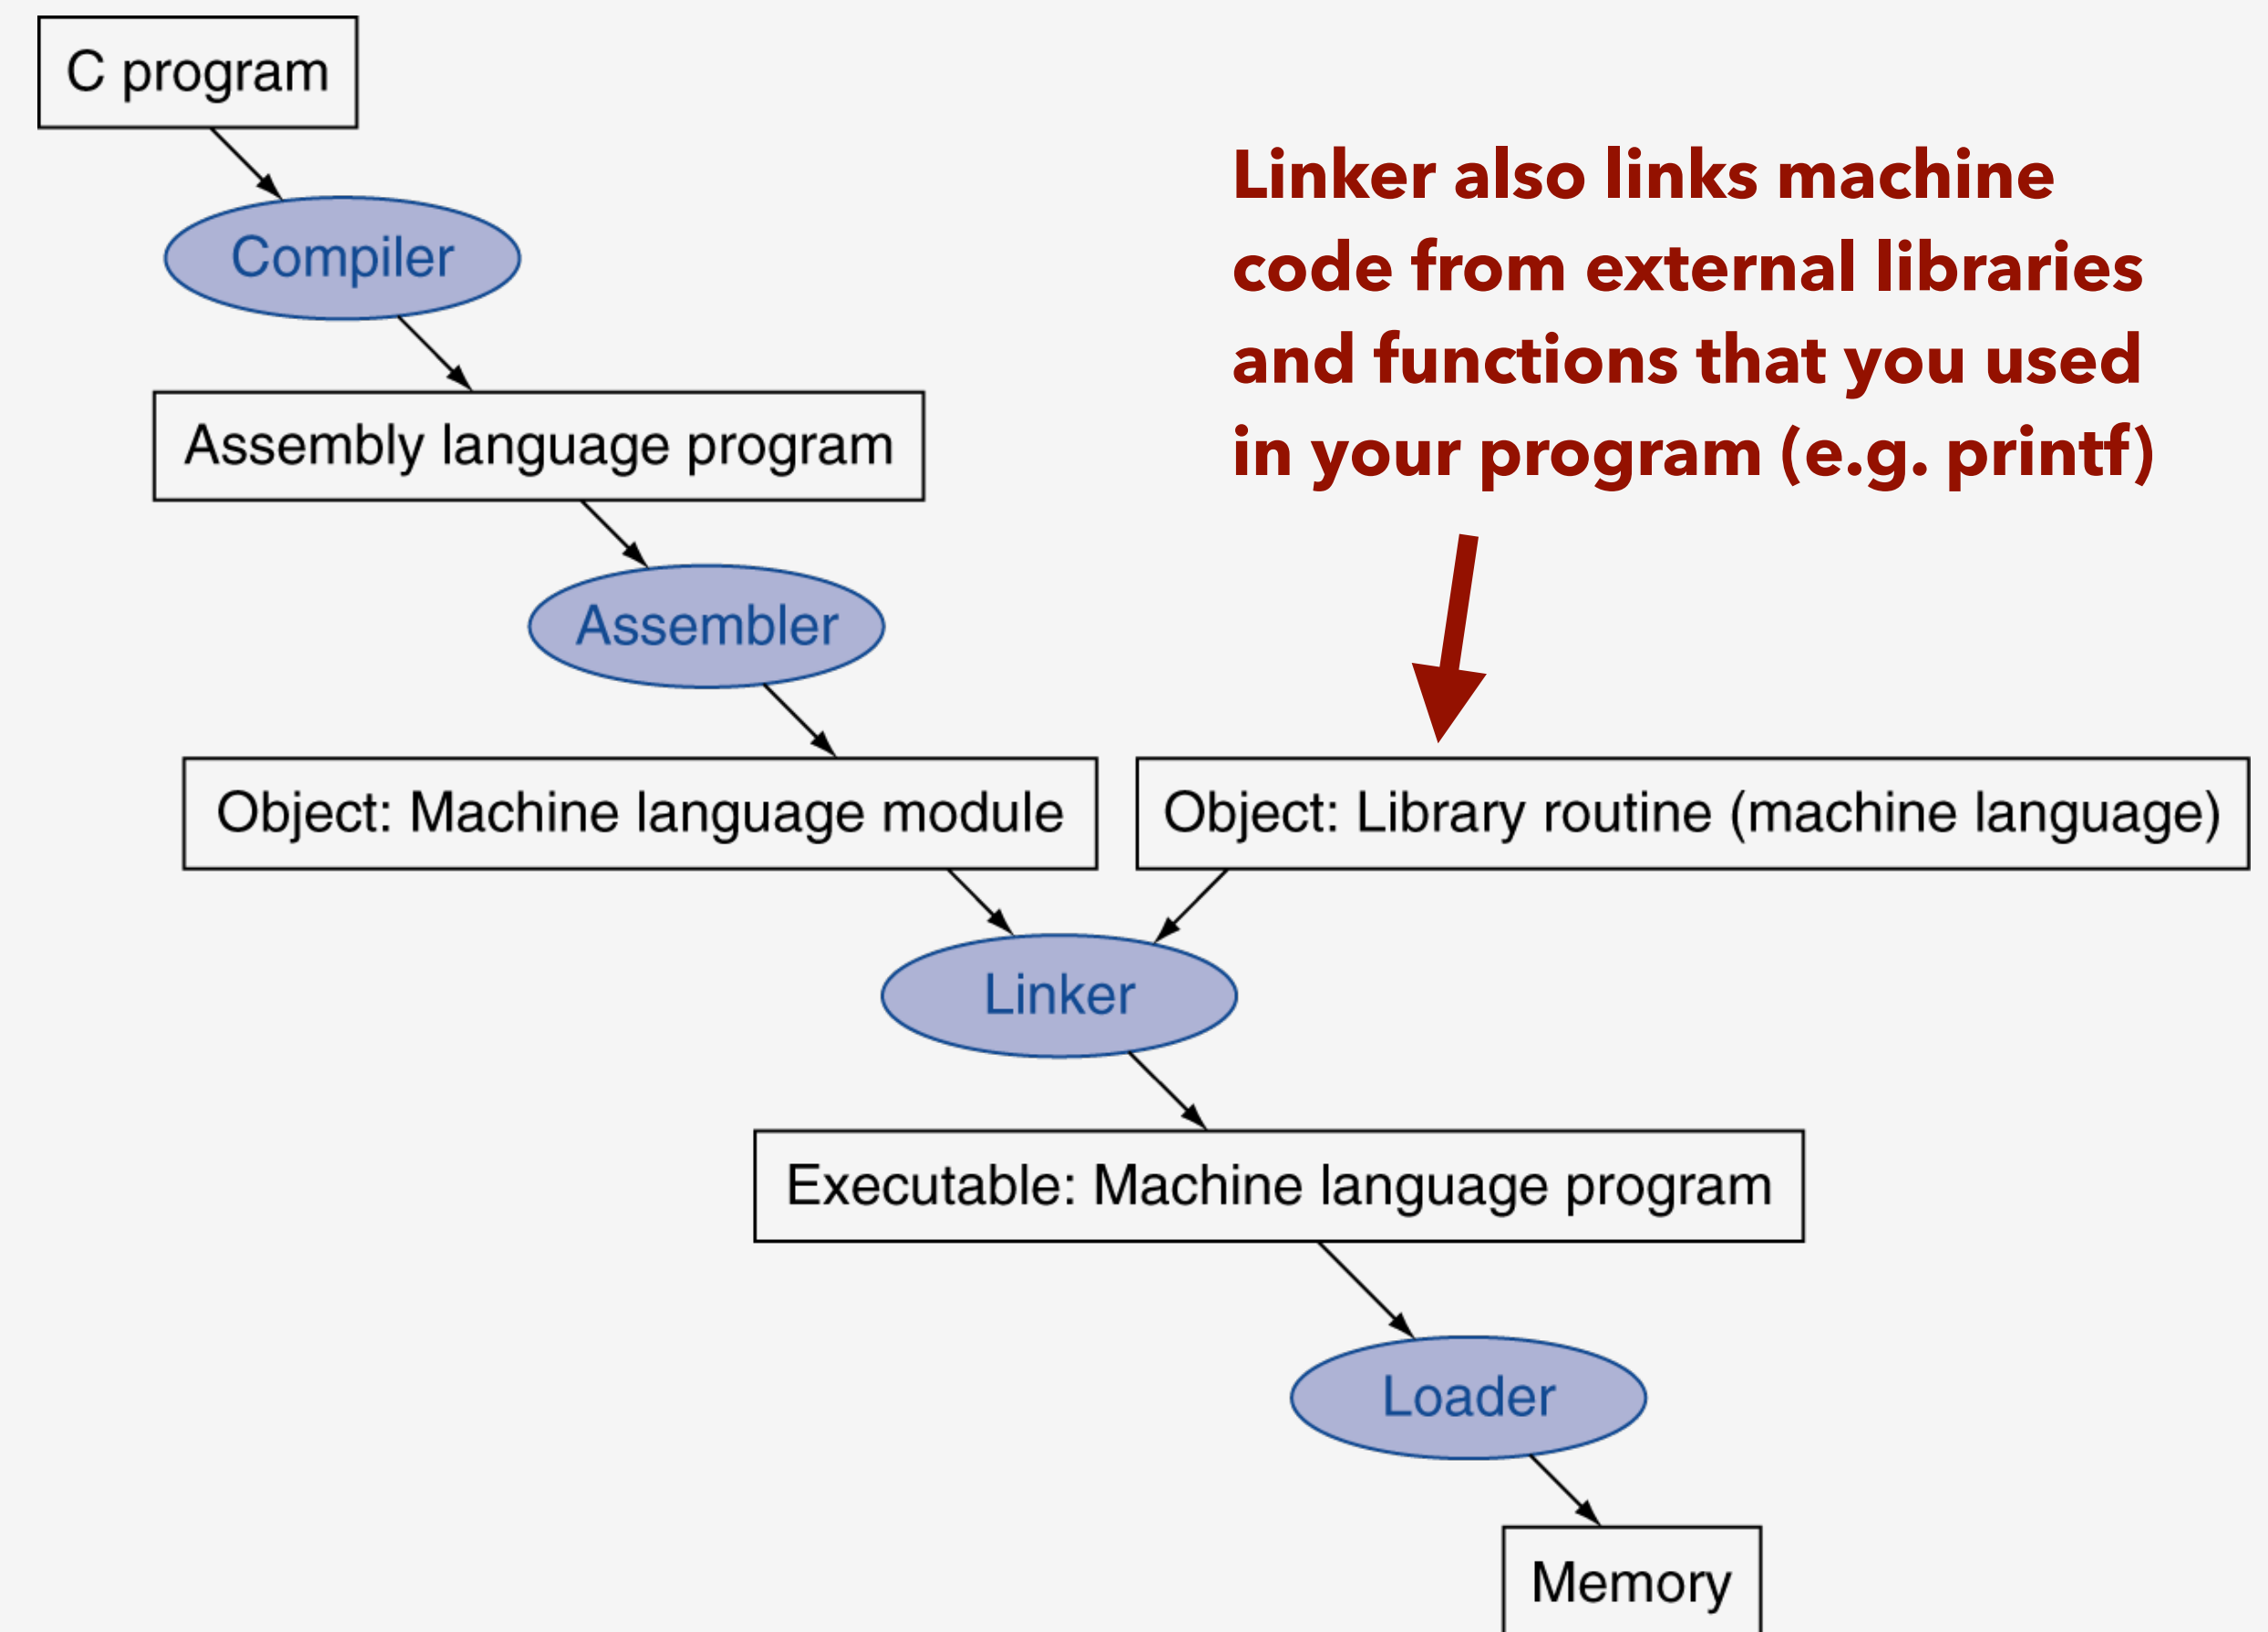 C program
Linker also links machine
code from external libraries
and functions that you used
in your program (e.g. printf)
Compiler
Assembly language program
Assembler
Object: Machine language module
Object: Library routine (machine language)
Linker
Executable: Machine language program
Loader
Memory